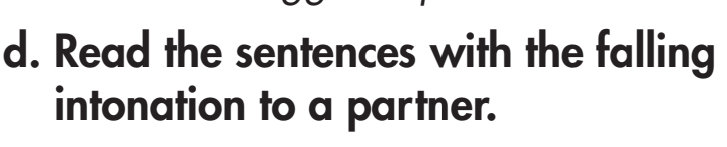 d. Read the sentences with the falling
intonation to a partner.